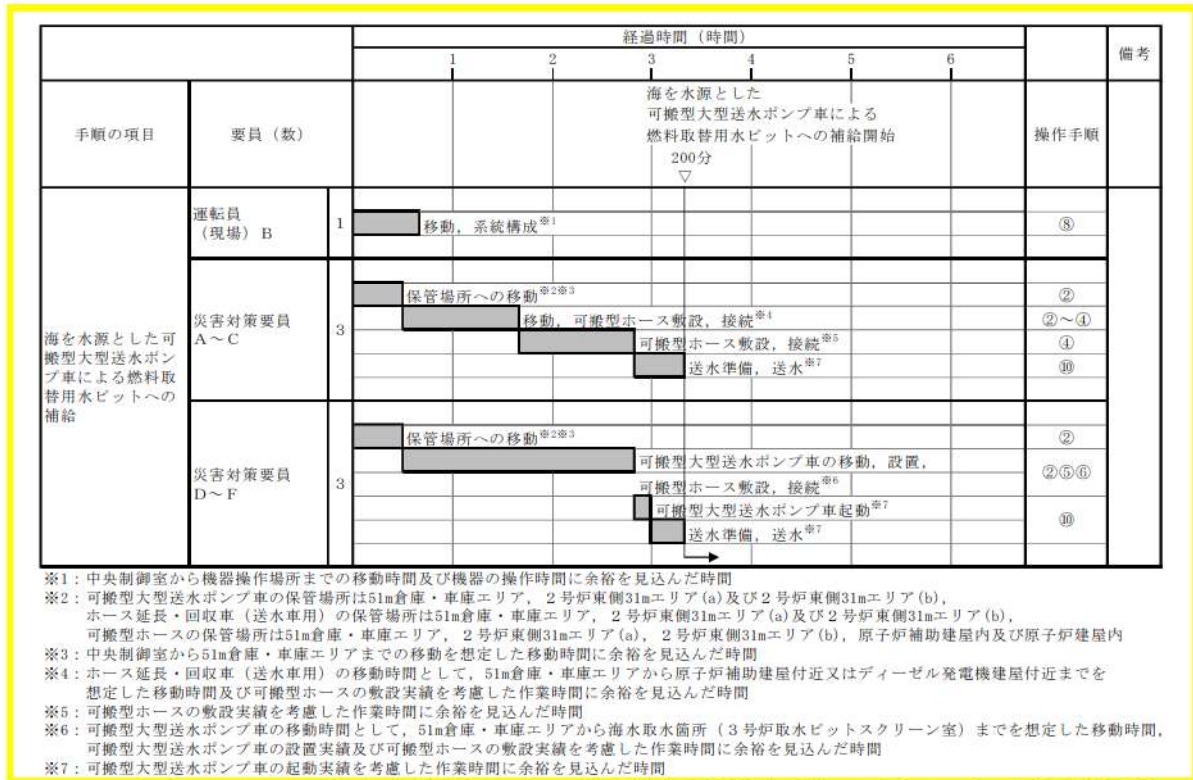 経過時間（時間）
備考
1 2 3 4 5 6
手順の項目
要員（数）
海を水源とした
可搬型大型送水ポンプ車による
燃料取替用水ピットへの補給開始
200分
▽
操作手順
海を水源とした可
搬型大型送水ポン
プ車による燃料取
替用水ピットへの
補給
運転員
（現場）B
1
移動，系統構成※1
⑧
災害対策要員
A～C
3
保管場所への移動※2※3
②
移動，可搬型ホース敷設，接続※4
②～④
可搬型ホース敷設，接続※5
④
送水準備，送水※7
⑩
災害対策要員
D～F
3
保管場所への移動※2※3
②
可搬型大型送水ポンプ車の移動，設置，
可搬型ホース敷設，接続※6
②⑤⑥
可搬型大型送水ポンプ車起動※7
送水準備，送水※7
⑩
※1：中央制御室から機器操作場所までの移動時間及び機器の操作時間に余裕を見込んだ時間
※2：可搬型大型送水ポンプ車の保管場所は51m倉庫・車庫エリア，２号炉東側31mエリア(a)及び２号炉東側31mエリア(b)，
ホース延長・回収車（送水車用）の保管場所は51m倉庫・車庫エリア，２号炉東側31mエリア(a)及び２号炉東側31mエリア(b)，
可搬型ホースの保管場所は51m倉庫・車庫エリア，２号炉東側31mエリア(a)，２号炉東側31mエリア(b)，原子炉補助建屋内及び原子炉建屋内
※3：中央制御室から51m倉庫・車庫エリアまでの移動を想定した移動時間に余裕を見込んだ時間
※4：ホース延長・回収車（送水車用）の移動時間として，51m倉庫・車庫エリアから原子炉補助建屋付近又はディーゼル発電機建屋付近までを
想定した移動時間及び可搬型ホースの敷設実績を考慮した作業時間に余裕を見込んだ時間
※5：可搬型ホースの敷設実績を考慮した作業時間に余裕を見込んだ時間
※6：可搬型大型送水ポンプ車の移動時間として，51m倉庫・車庫エリアから海水取水箇所（３号炉取水ピットスクリーン室）までを想定した移動時間，
可搬型大型送水ポンプ車の設置実績及び可搬型ホースの敷設実績を考慮した作業時間に余裕を見込んだ時間
※7：可搬型大型送水ポンプ車の起動実績を考慮した作業時間に余裕を見込んだ時間